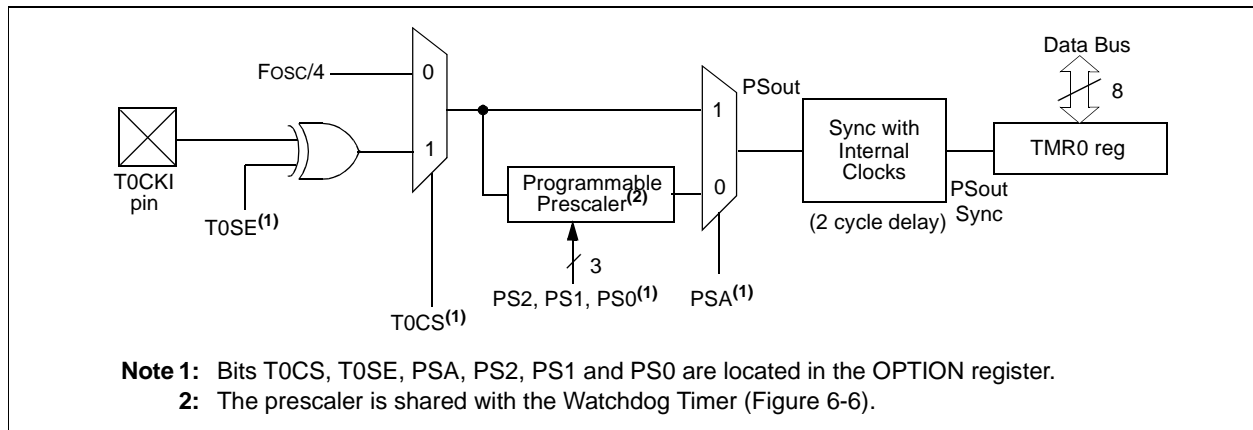 Data Bus
FOSC/4
0
PSout
8
1
1
Sync with
Internal
Clocks
TMR0 reg
T0CKI
pin
Programmable
Prescaler(2)
0
PSout
Sync
T0SE(1)
(2 cycle delay)
3
PS2, PS1, PS0(1)
PSA(1)
T0CS(1)
Note 1: Bits T0CS, T0SE, PSA, PS2, PS1 and PS0 are located in the OPTION register.
2: The prescaler is shared with the Watchdog Timer (Figure 6-6).